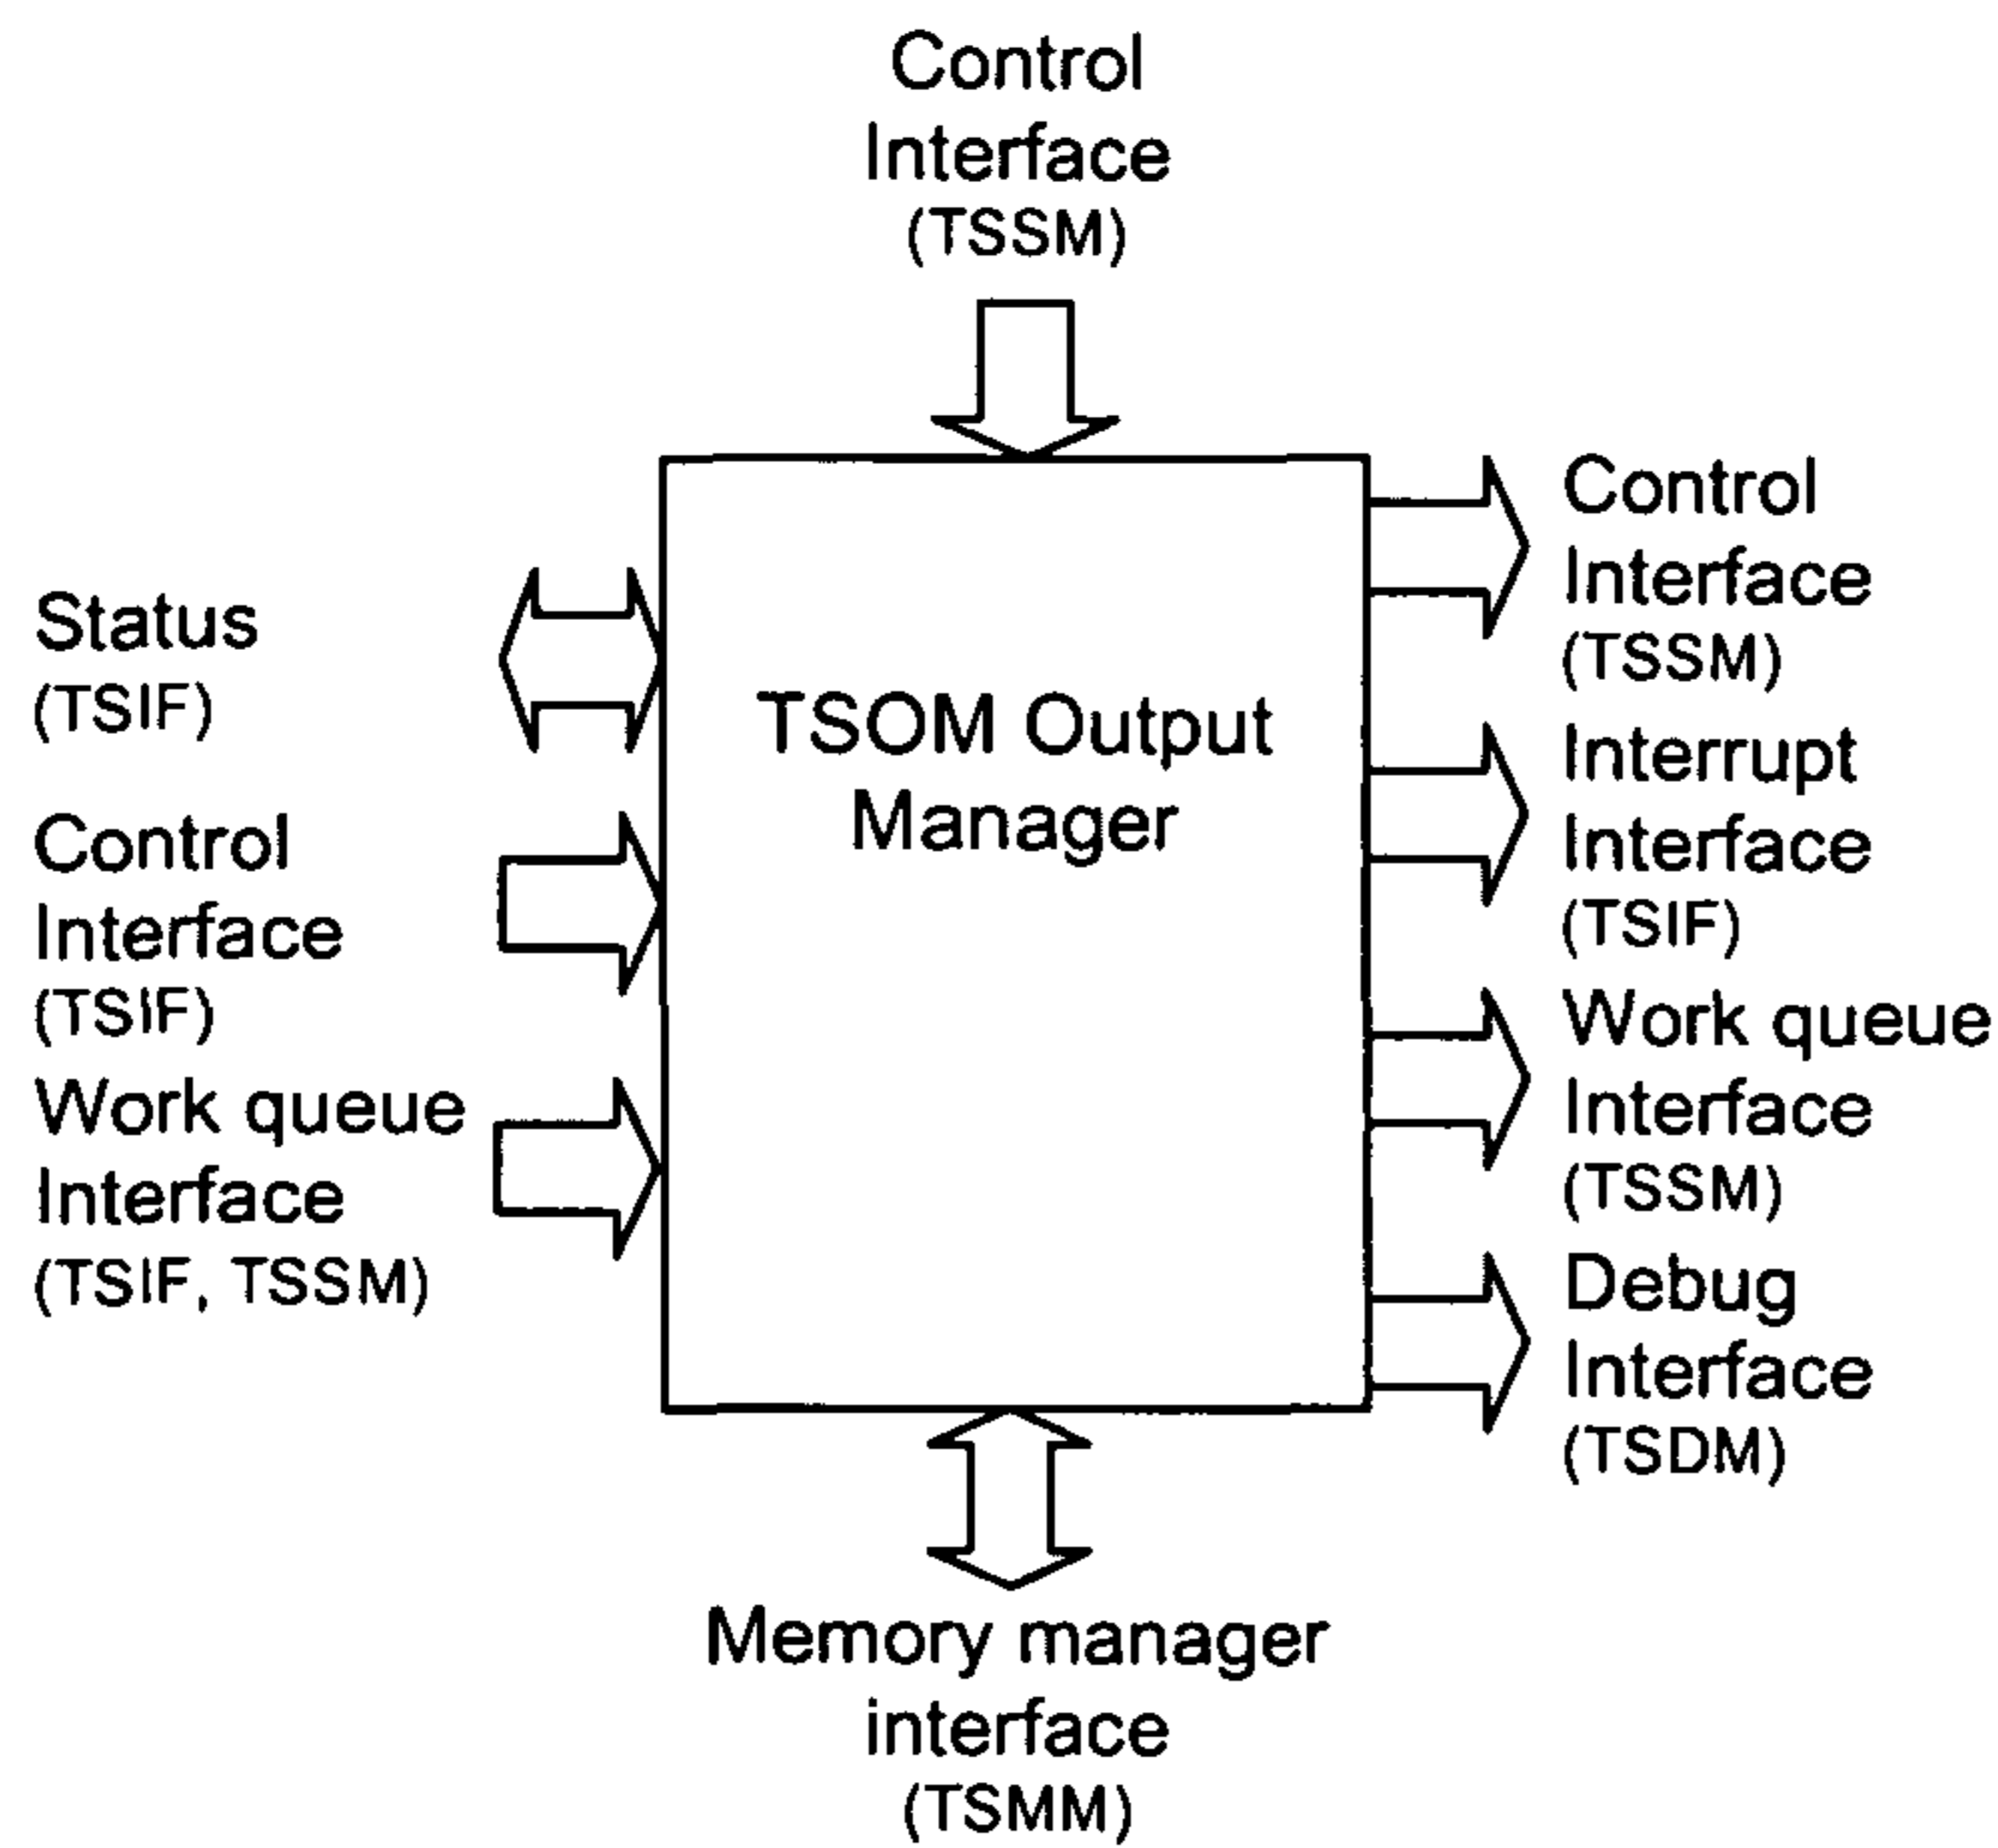 Control
Interface
(TSSM)
Status
(TSIF)
Control
Interface
(TSIF)
Work queue
Interface
(TSIF, TSSM)
TSOM Output
Manager
Control
Interface
(TSSM)
Interrupt
Interface
(TSIF)
Work queue
Interface
(TSSM)
Debug
Interface
(TSDM)
Memory manager
interface
(TSMM)